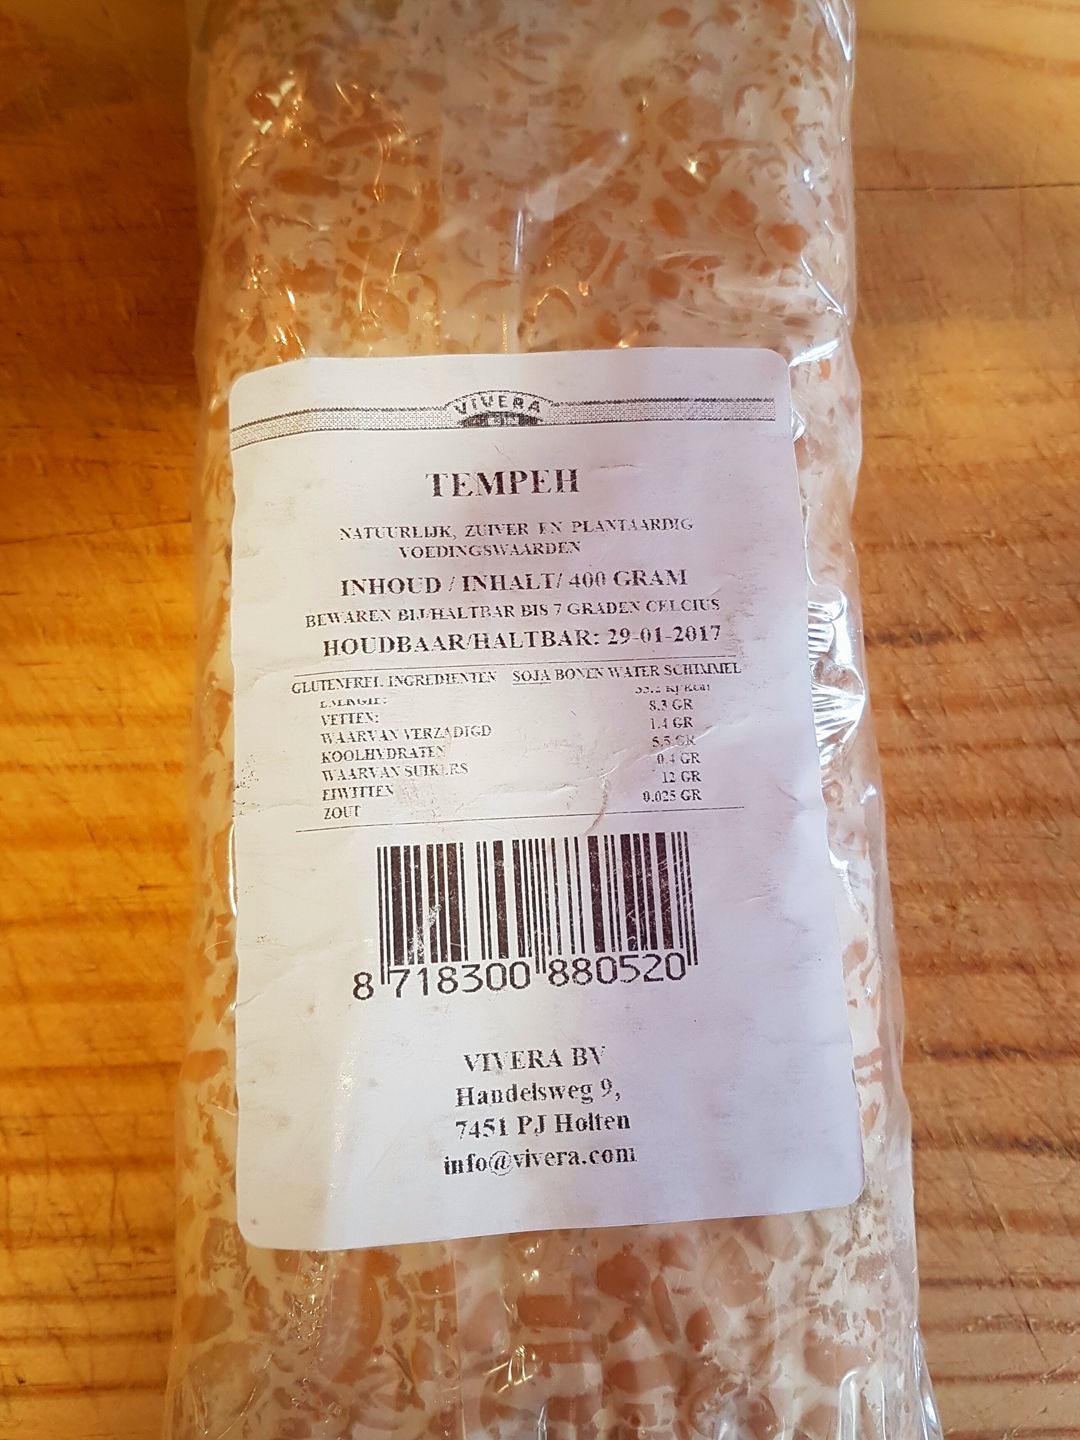 VIVERA
TEMPEH
NATUURLIJK, ZUIVER EN PLANTAARDIG
VOEDINGSWAARDEN
INHOUD / INHALT/ 400 GRAM
BEWAREN BIJ/HALTBAR BIS 7 GRADEN CELCIUS
HOUDBAAR/HALTBAR: 29-01-2017
GLUTENFREI. INGREDIENTEN SOJA BONEN WATER SCHIMMEL
ENERGIE:
VETTEN: 8.3 GR
WAARVAN VERZADIGD 1.4 GR
KOOLHYDRATEN 5.5 GR
WAARVAN SUIKERS 0.4 GR
EIWITTEN 12 GR
ZOUT 0.025 GR
8 718300 880520
VIVERA BV
Handelsweg 9,
7451 PJ Holten
info@vivera.com